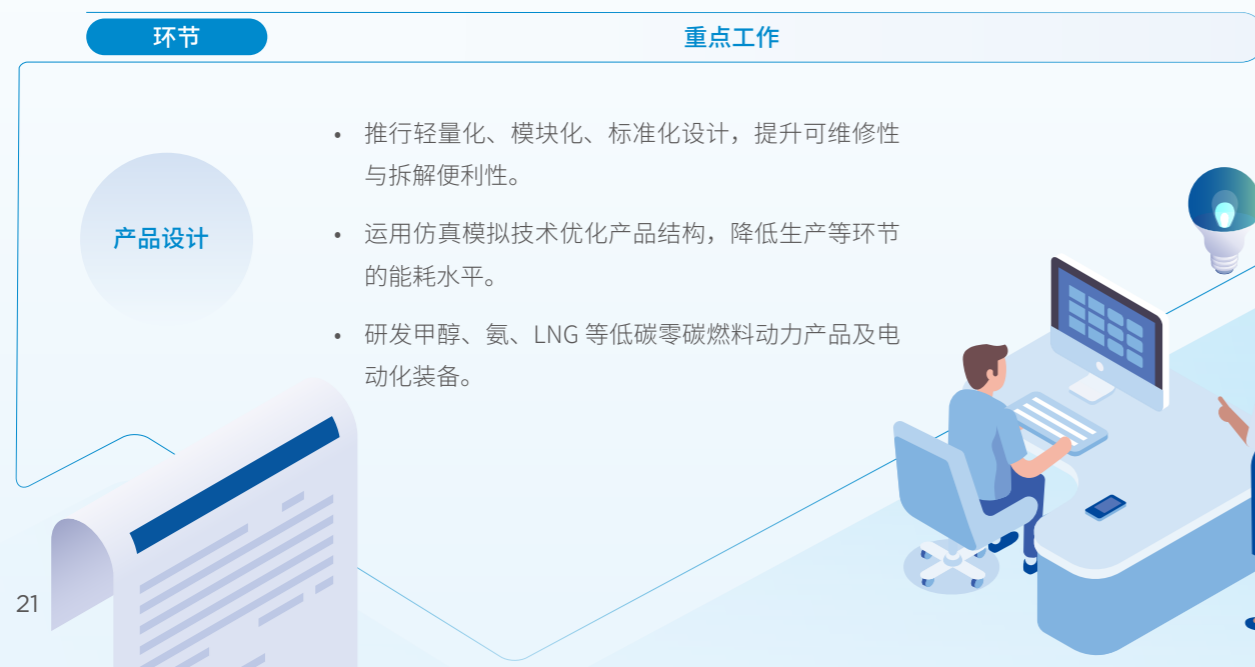 环节
重点工作
产品设计
• 推行轻量化、模块化、标准化设计，提升可维修性
与拆解便利性。
• 运用仿真模拟技术优化产品结构，降低生产等环节
的能耗水平。
• 研发甲醇、氨、LNG 等低碳零碳燃料动力产品及电
动化装备。
21